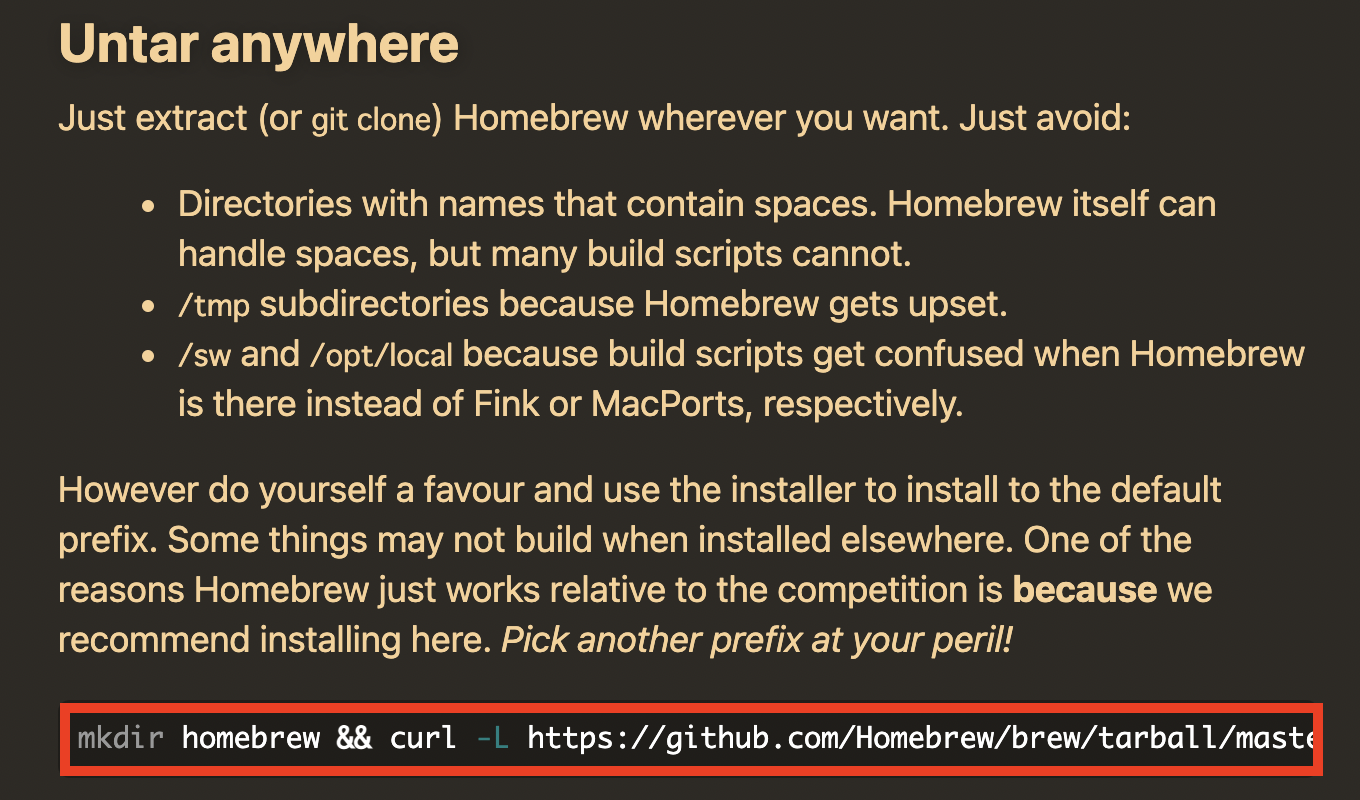 Untar anywhere
Just extract (or git clone) Homebrew wherever you want. Just avoid:
• Directories with names that contain spaces. Homebrew itself can
handle spaces, but many build scripts cannot.
• /tmp subdirectories because Homebrew gets upset.
• /sw and /opt/local because build scripts get confused when Homebrew
is there instead of Fink or MacPorts, respectively.
However do yourself a favour and use the installer to install to the default
prefix. Some things may not build when installed elsewhere. One of the
reasons Homebrew just works relative to the competition is because we
recommend installing here. Pick another prefix at your peril!
mkdir homebrew && curl -L https://github.com/Homebrew/brew/tarball/maste